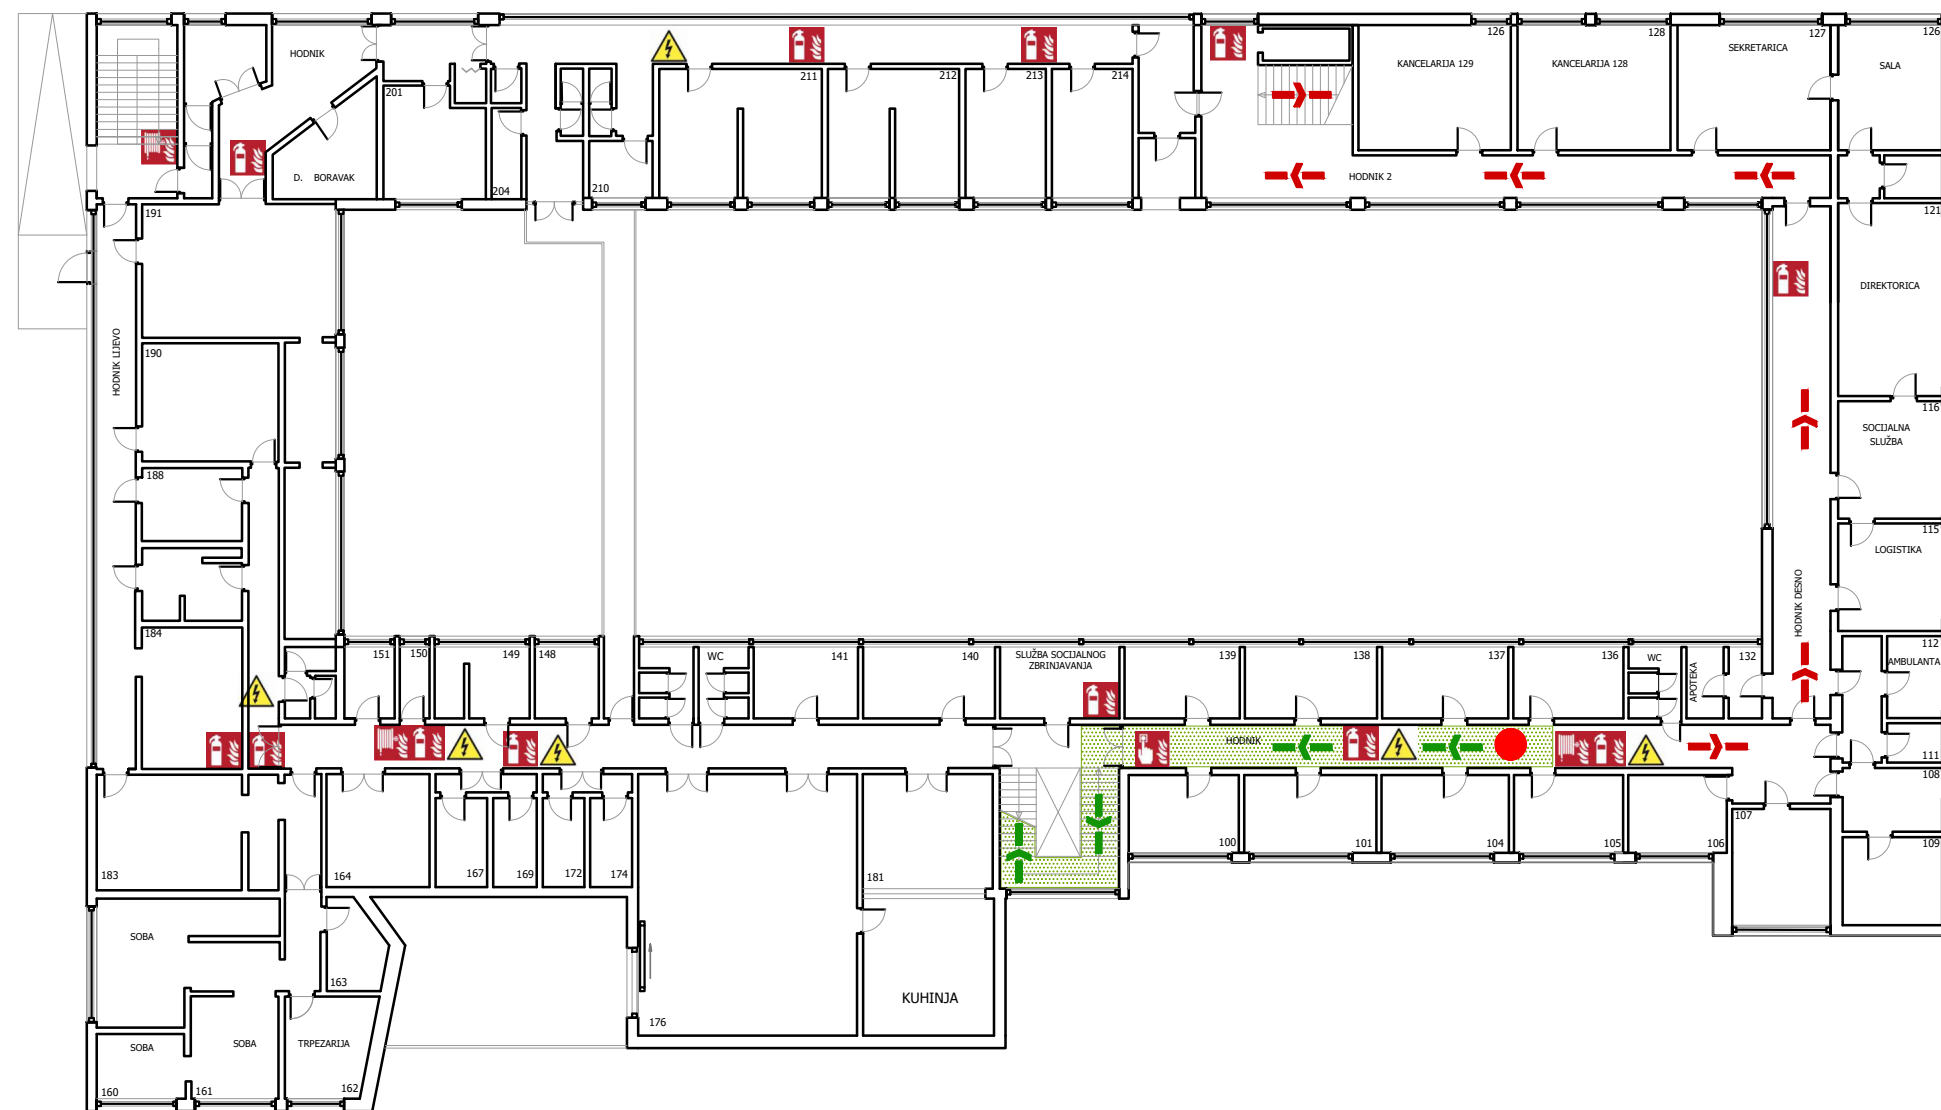 HODNIK
126
128
127
126
KANCELARIJA 129
KANCELARIJA 128
SEKRETARICA
SALA
201
211
212
213
214
D. BORAVAK
204
210
HODNIK 2
191
121
HODNIK LIJEVO
DIREKTORICA
190
116
SOCIJALNA
SLUŽBA
188
115
LOGISTIKA
HODNIK DESNO
184
112
AMBULANTA
151
150
149
148
WC
141
140
SLUŽBA SOCIJALNOG
ZBRINJAVANJA
139
138
137
136
WC
APOTEKA
132
HODNIK
111
108
107
183
164
167
169
172
174
181
100
101
104
105
106
109
SOBA
163
KUHINJA
176
SOBA
SOBA
TRPEZARIJA
160
161
162